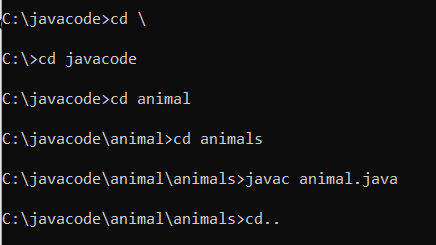 C:\javacode>cd \
C:\>cd javacode
C:\javacode>cd animal
C:\javacode\animal>cd animals
C:\javacode\animal\animals>javac animal.java
C:\javacode\animal\animals>cd..